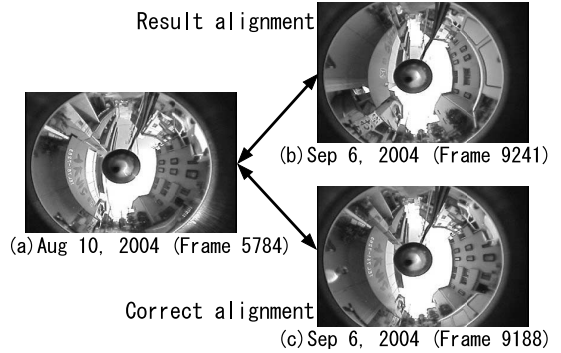 Result alignment
(b)Sep 6, 2004 (Frame 9241)
(a)Aug 10, 2004 (Frame 5784)
Correct alignment
(c)Sep 6, 2004 (Frame 9188)